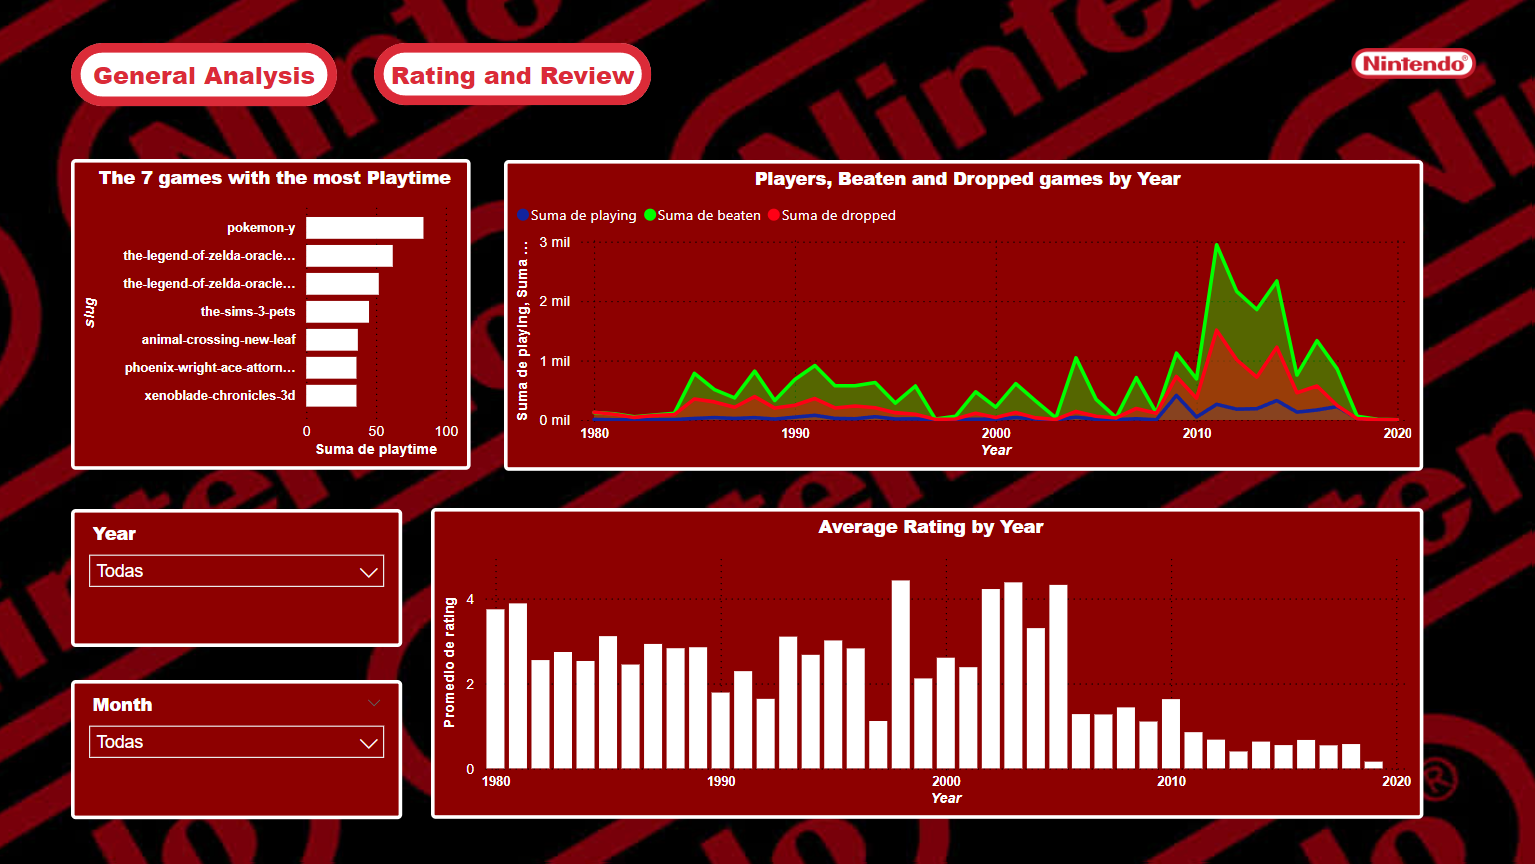 General Analysis
Rating and Review
Nintendo®
The 7 games with the most Playtime
slug
pokemon-y
the-legend-of-zelda-oracle...
the-legend-of-zelda-oracle...
the-sims-3-pets
animal-crossing-new-leaf
phoenix-wright-ace-attorn...
xenoblade-chronicles-3d
0 50 100
Suma de playtime
Players, Beaten and Dropped games by Year
Suma de playing Suma de beaten Suma de dropped
Suma de playing, Suma ...
3 mil
2 mil
1 mil
0 mil
1980 1990 2000 2010 2020
Year
Year
Todas
Month
Todas
Average Rating by Year
Promedio de rating
4
2
0
1980 1990 2000 2010 2020
Year